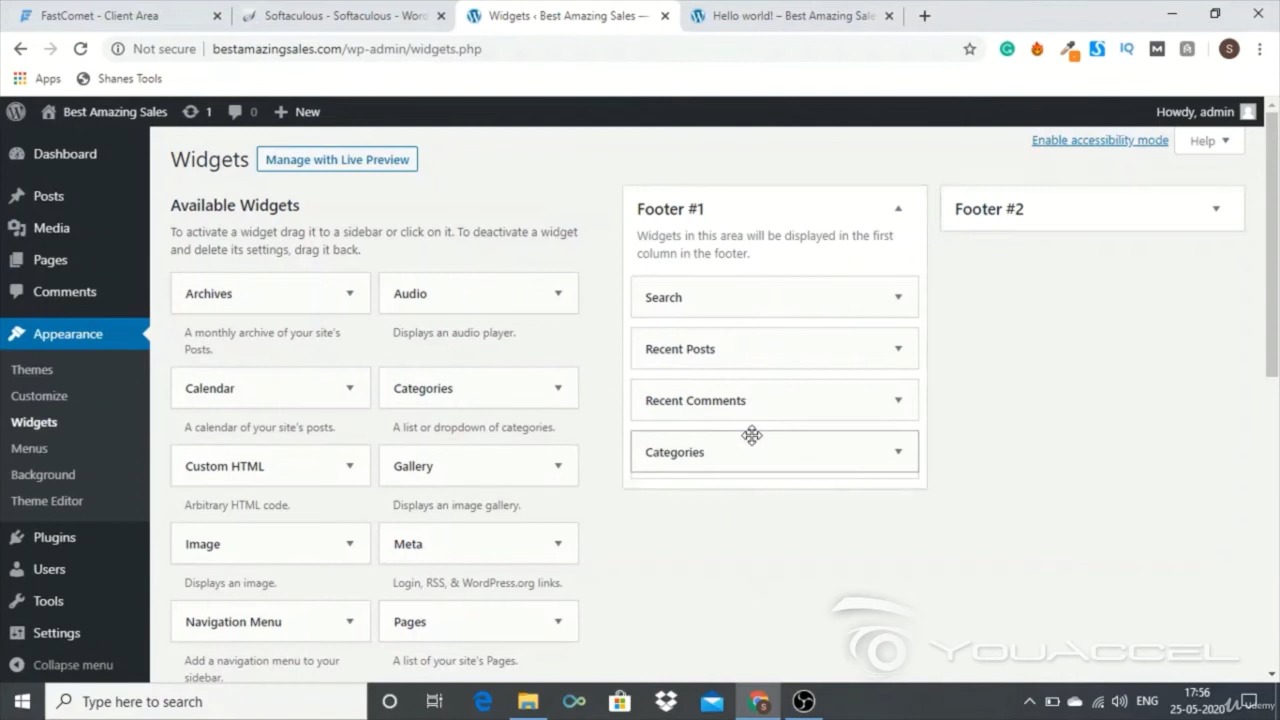 FastComet - Client Area
Softaculous - Softaculous - Wor
Widgets ‹ Best Amazing Sales —
Hello world! – Best Amazing Sale
Not secure
bestamazingsales.com/wp-admin/widgets.php
IQ
S
Apps
Shanes Tools
Best Amazing Sales
1
0
New
Howdy, admin
Dashboard
Posts
Media
Pages
Comments
Appearance
Themes
Customize
Widgets
Menus
Background
Theme Editor
Plugins
Users
Tools
Settings
Collapse menu
Enable accessibility mode
Help
Widgets
Manage with Live Preview
Available Widgets
To activate a widget drag it to a sidebar or click on it. To deactivate a widget
and delete its settings, drag it back.
Archives
A monthly archive of your site's
Posts.
Audio
Displays an audio player.
Calendar
A calendar of your site's posts.
Categories
A list or dropdown of categories.
Custom HTML
Arbitrary HTML code.
Gallery
Displays an image gallery.
Image
Displays an image.
Meta
Login, RSS, & WordPress.org links.
Navigation Menu
Add a navigation menu to your
sidebar.
Pages
A list of your site's Pages.
Footer #1
Widgets in this area will be displayed in the first
column in the footer.
Search
Recent Posts
Recent Comments
Categories
Footer #2
YOUACCEL
Type here to search
ENG
17:56
25-05-2020
Udemy